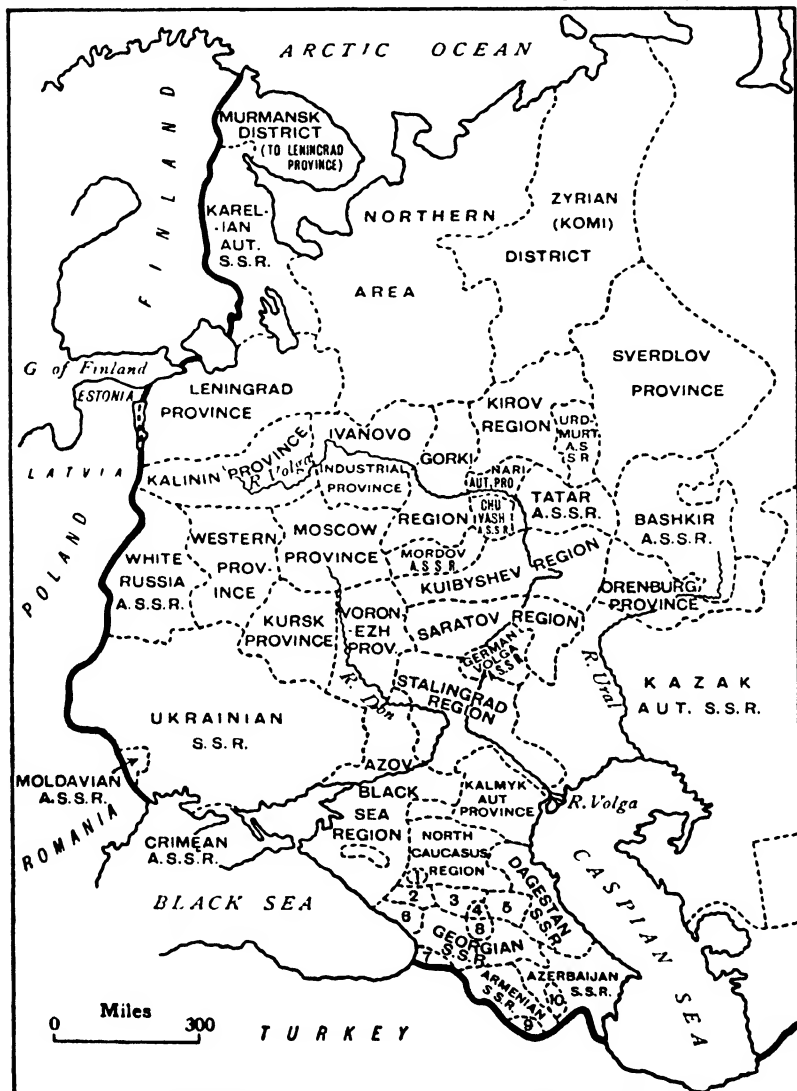 ARCTIC OCEAN
FINLAND
MURMANSK
DISTRICT
(TO LENINGRAD
PROVINCE)
KAREL-
-IAN
AUT.
S.S.R.
NORTHERN
AREA
ZYRIAN
(KOMI)
DISTRICT
SVERDLOV
PROVINCE
G of Finland
ESTONIA
LENINGRAD
PROVINCE
LATVIA
KALININ PROVINCE
R. Volga
IVANOVO
INDUSTRIAL
PROVINCE
GORKI
REGION
KIROV
REGION
URD-
MURT
A.S
S.R
NARI
AUT. PRO
CHU
VASH
A.S.S.R.
TATAR
A.S.S.R.
BASHKIR
A.S.S.R.
POLAND
WHITE
RUSSIA
A.S.S.R.
WESTERN
PROV-
INCE
MOSCOW
PROVINCE
MORDOV
A.S.S.R.
KUIBYSHEV REGION
ORENBURG
PROVINCE
KURSK
PROVINCE
VORON-
EZH
PROV.
SARATOV REGION
GERMAN
VOLGA
A.S.S.R.
R. Don
STALINGRAD
REGION
R. Ural
KAZAK
AUT. S.S.R.
UKRAINIAN
S.S.R.
MOLDAVIAN
A.S.S.R.
ROMANIA
CRIMEAN
A.S.S.R.
AZOV
BLACK
SEA
REGION
KALMYK
AUT
PROVINCE
R. Volga
NORTH
CAUCASUS
REGION
DAGESTAN
S.S.R.
CASPIAN SEA
BLACK SEA
1
2
3
4
5
6
8
GEORGIAN
S.S.R.
7
ARMENIAN
S.S.R.
AZERBAIJAN
S.S.R.
10
9
Miles
0 300
TURKEY